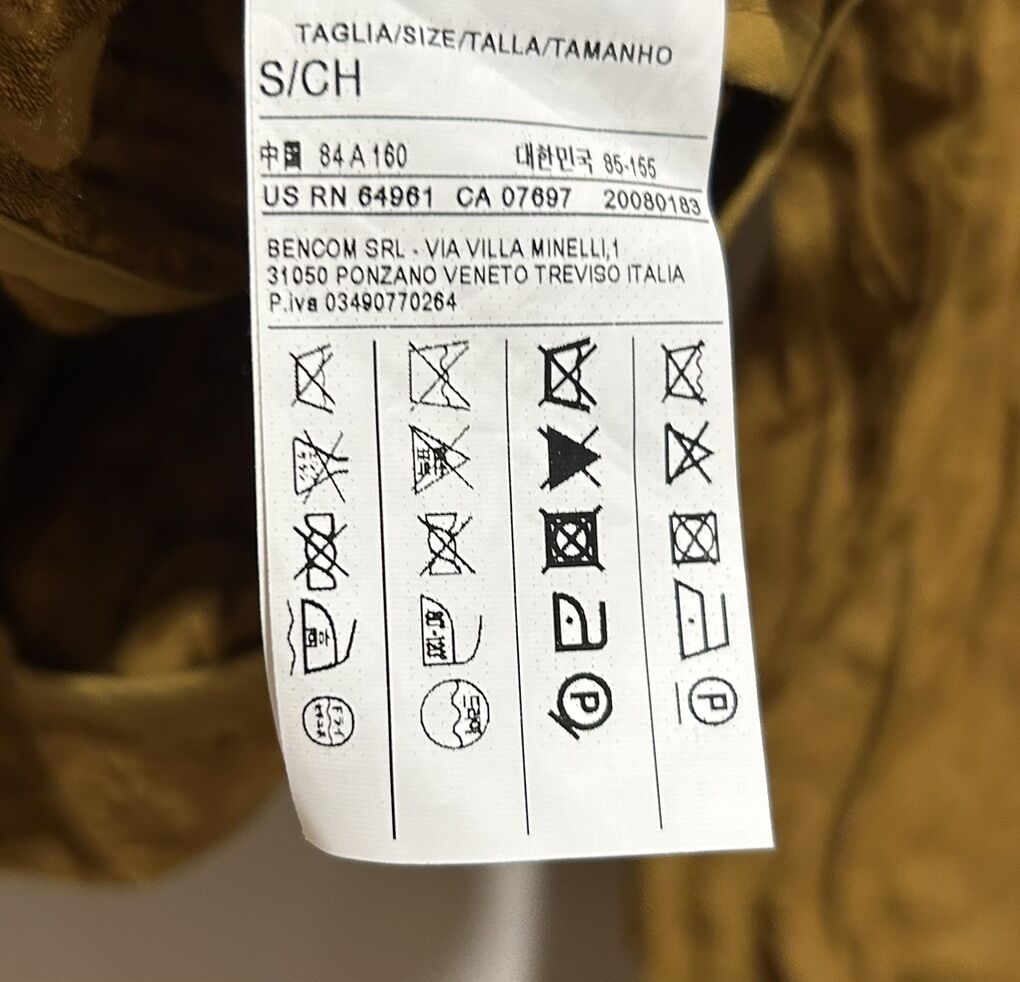 TAGLIA/SIZE/TALLA/TAMANHO
S/CH
中国 84 A 160 대한민국 85-155
US RN 64961 CA 07697 20080183
BENCOM SRL - VIA VILLA MINELLI,1
31050 PONZANO VENETO TREVISO ITALIA
P.iva 03490770264
P P